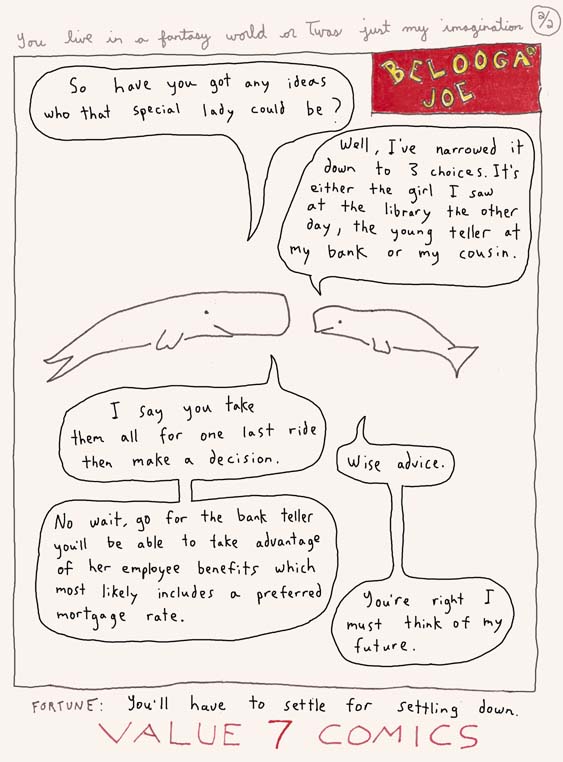 You live in a fantasy world or Twas just my imagination
2/2
BELOOGA
JOE
So have you got any ideas
who that special lady could be?
Well, I've narrowed it
down to 3 choices. It's
either the girl I saw
at the library the other
day, the young teller at
my bank or my cousin.
I say you take
them all for one last ride
then make a decision.
Wise advice.
No wait, go for the bank teller
you'll be able to take advantage
of her employee benefits which
most likely includes a preferred
mortgage rate.
You're right I
must think of my
future.
FORTUNE: You'll have to settle for settling down.
VALUE 7 COMICS